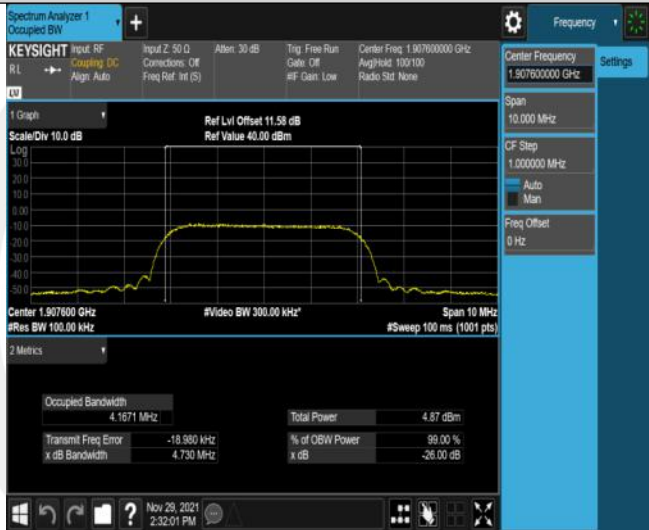 Spectrum Analyzer 1
Occupied BW
+
Frequency
KEYSIGHT
RL
Input: RF
Coupling: DC
Align: Auto
Input Z: 50 Ω
Corrections: Off
Freq Ref: Int (S)
Atten: 30 dB
Trig: Free Run
Gate: Off
#IF Gain: Low
Center Freq: 1.907600000 GHz
Avg|Hold: 100/100
Radio Std: None
Center Frequency
1.907600000 GHz
Settings
Span
10.000 MHz
CF Step
1.000000 MHz
Auto
Man
Freq Offset
0 Hz
1 Graph
Scale/Div 10.0 dB
Ref Lvl Offset 11.58 dB
Ref Value 40.00 dBm
Log
30.0
20.0
10.0
0.00
-10.0
-20.0
-30.0
-40.0
-50.0
Center 1.907600 GHz
#Res BW 100.00 kHz
#Video BW 300.00 kHz*
Span 10 MHz
#Sweep 100 ms (1001 pts)
2 Metrics
Occupied Bandwidth
4.1671 MHz
Total Power 4.87 dBm
Transmit Freq Error -18.980 kHz
% of OBW Power 99.00 %
x dB Bandwidth 4.730 MHz
x dB -26.00 dB
?
Nov 29, 2021
2:32:01 PM